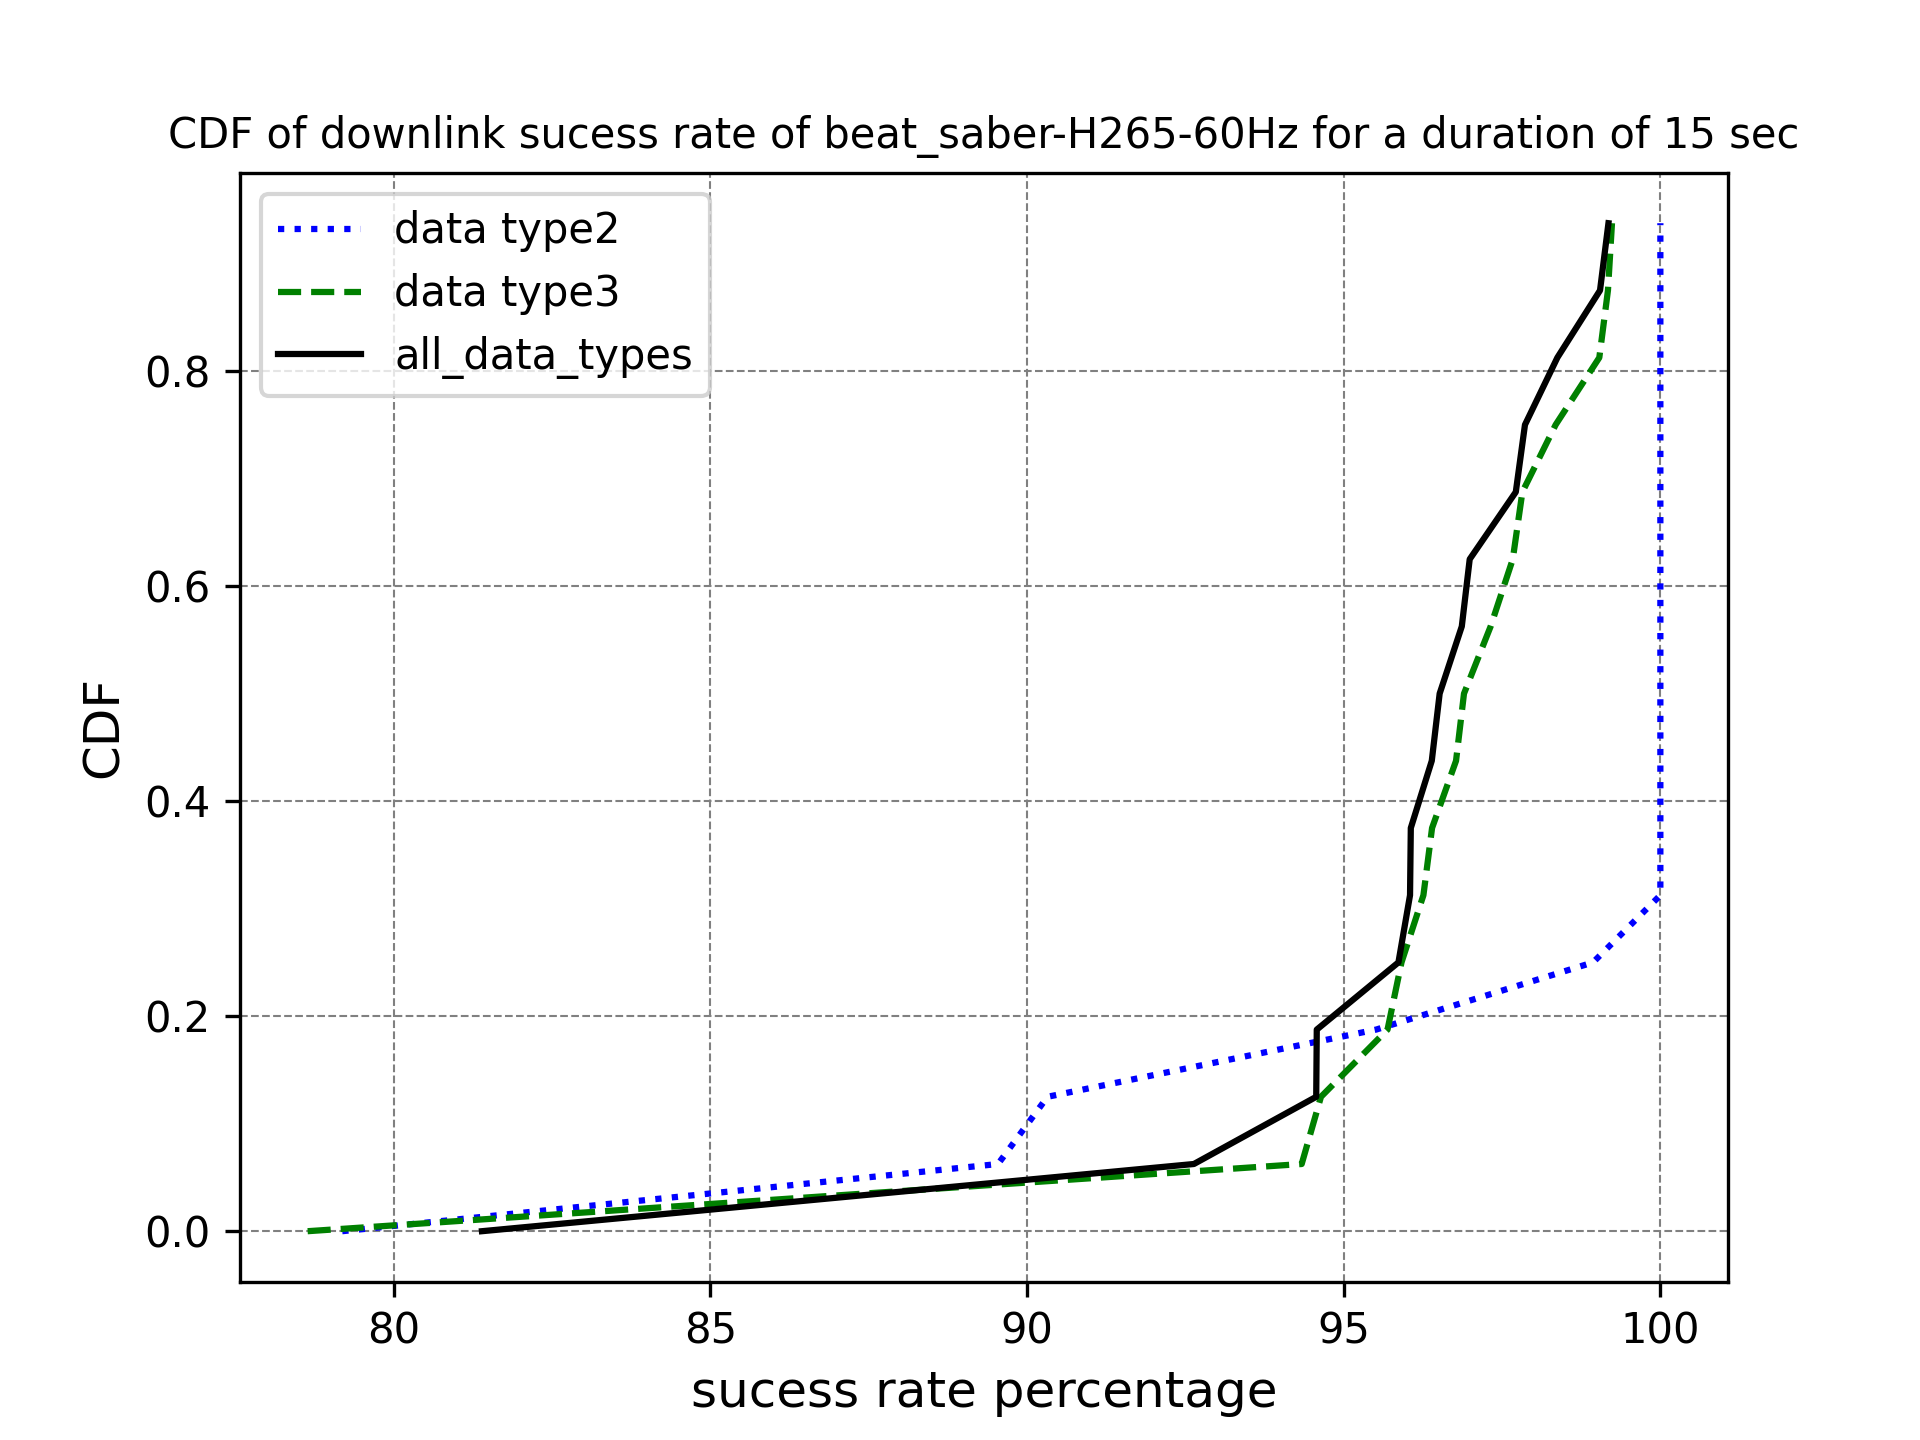 CDF of downlink sucess rate of beat_saber-H265-60Hz for a duration of 15 sec
data type2
data type3
all_data_types
0.8
0.6
0.4
0.2
0.0
CDF
80 85 90 95 100
sucess rate percentage